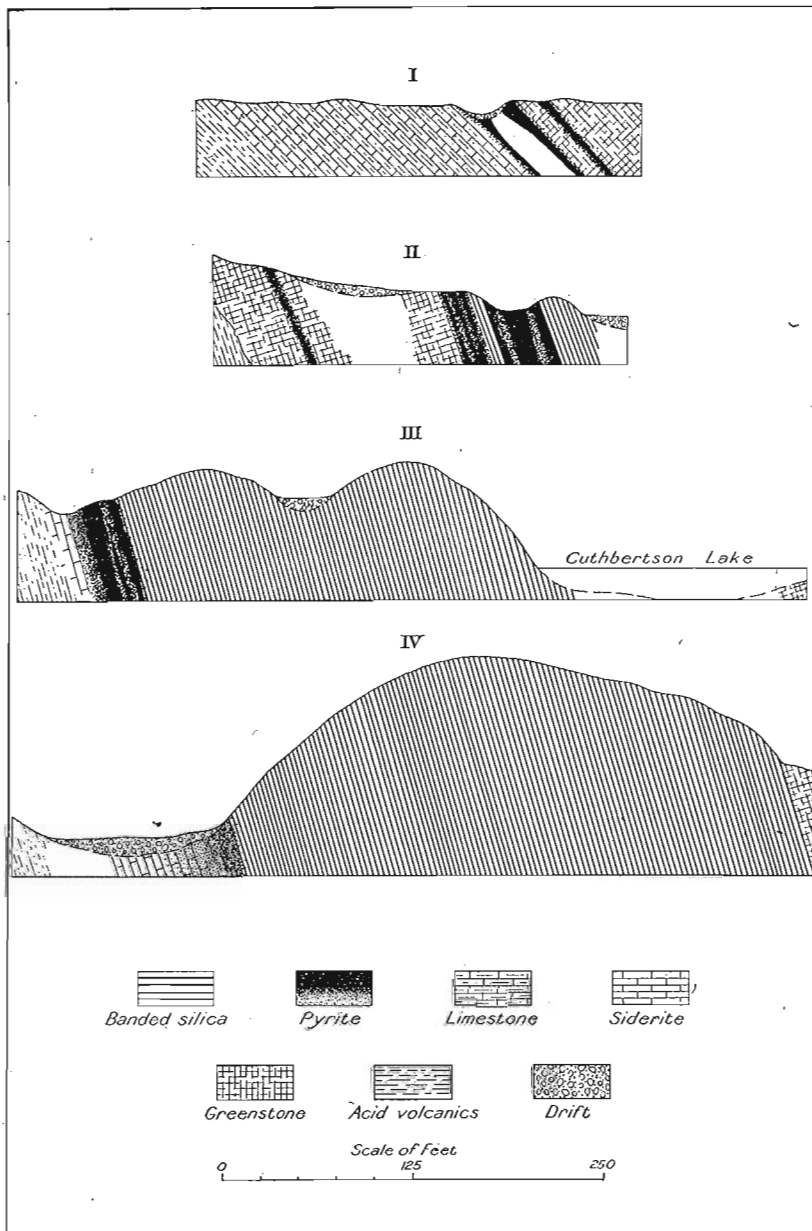 I
II
III
Cuthbertson Lake
IV
Banded silica Pyrite Limestone Siderite
Greenstone Acid volcanics Drift
Scale of Feet
0 125 250